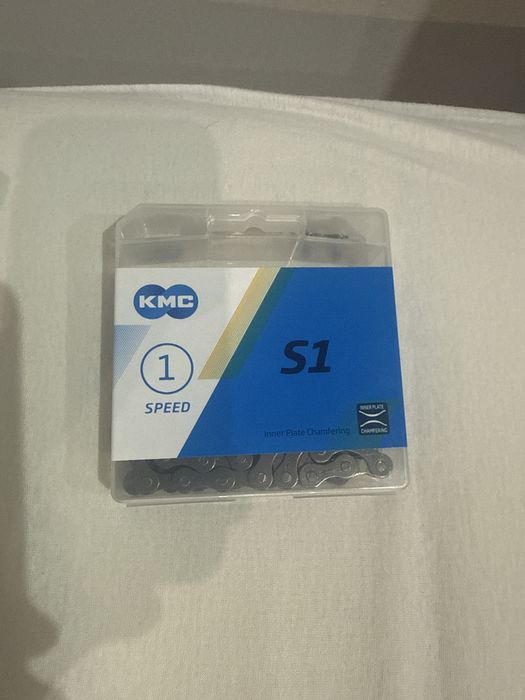 KMC
1
SPEED
S1
Inner Plate Chamfering
INNER PLATE
CHAMFERING